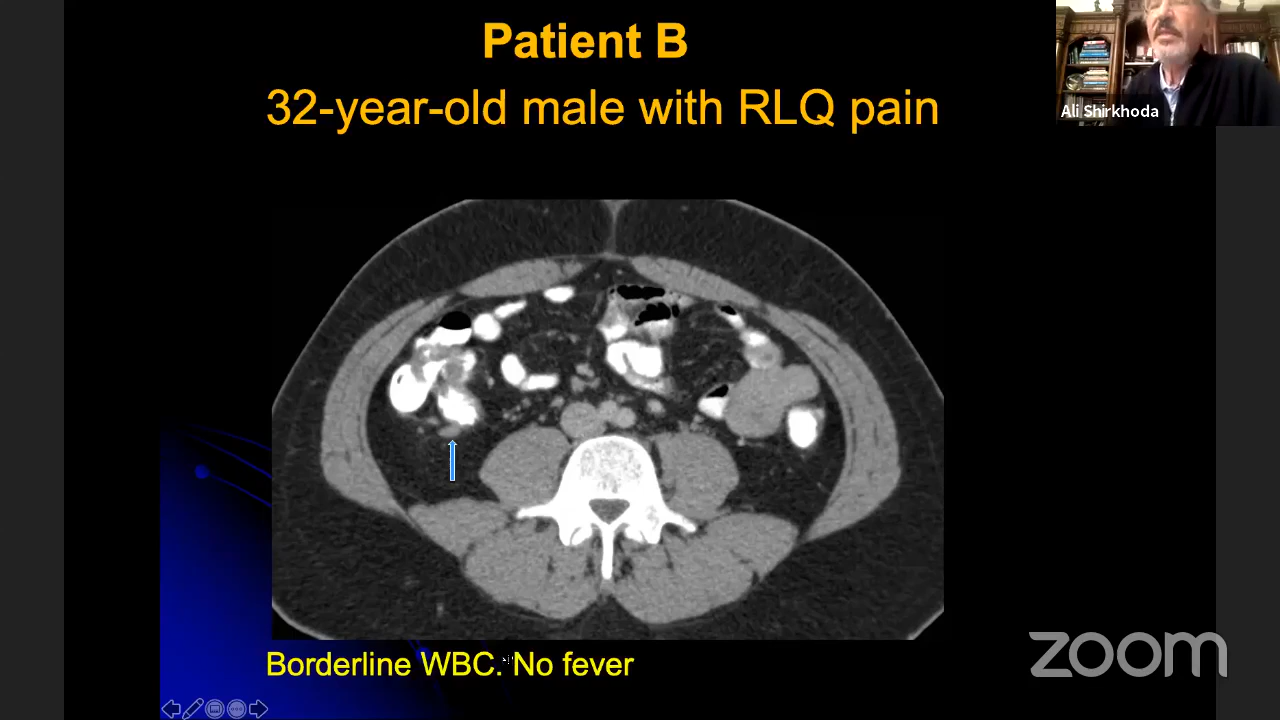 Patient B
32-year-old male with RLQ pain
Ali Shirkhoda
Borderline WBC. No fever
zoom